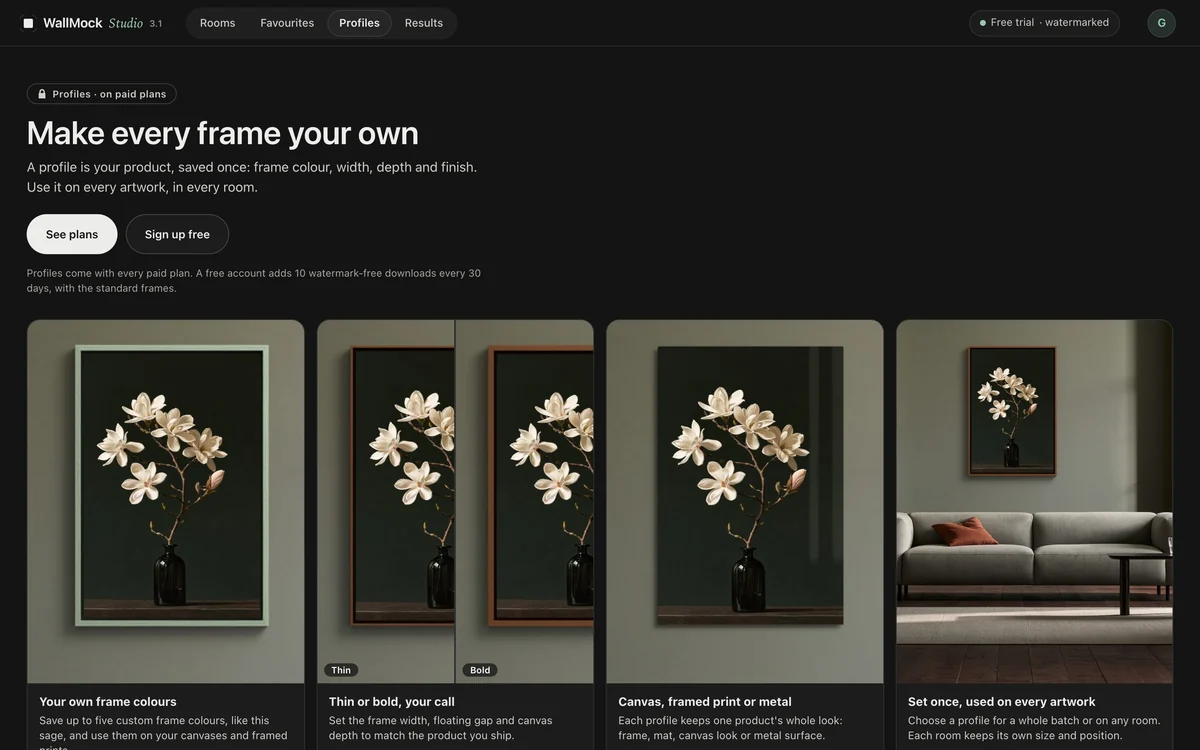 WallMock Studio 3.1
Rooms
Favourites
Profiles
Results
Free trial · watermarked
G
Profiles · on paid plans
Make every frame your own
A profile is your product, saved once: frame colour, width, depth and finish.
Use it on every artwork, in every room.
See plans
Sign up free
Profiles come with every paid plan. A free account adds 10 watermark-free downloads every 30
days, with the standard frames.
Thin
Bold
Your own frame colours
Save up to five custom frame colours, like this
sage, and use them on your canvases and framed
prints.
Thin or bold, your call
Set the frame width, floating gap and canvas
depth to match the product you ship.
Canvas, framed print or metal
Each profile keeps one product's whole look:
frame, mat, canvas look or metal surface.
Set once, used on every artwork
Choose a profile for a whole batch or on any room.
Each room keeps its own size and position.